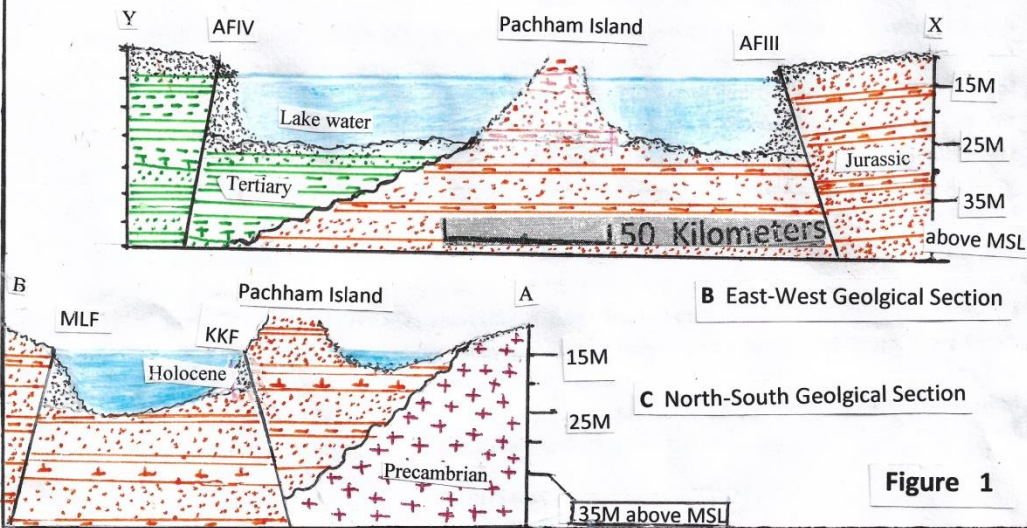 Y
AFIV
Pachham Island
AFIII
X
15M
Lake water
25M
Jurassic
Tertiary
35M
50 Kilometers
above MSL
B
Pachham Island
A
B East-West Geolgical Section
MLF
KKF
15M
Holocene
C North-South Geolgical Section
25M
Precambrian
Figure 1
35M above MSL